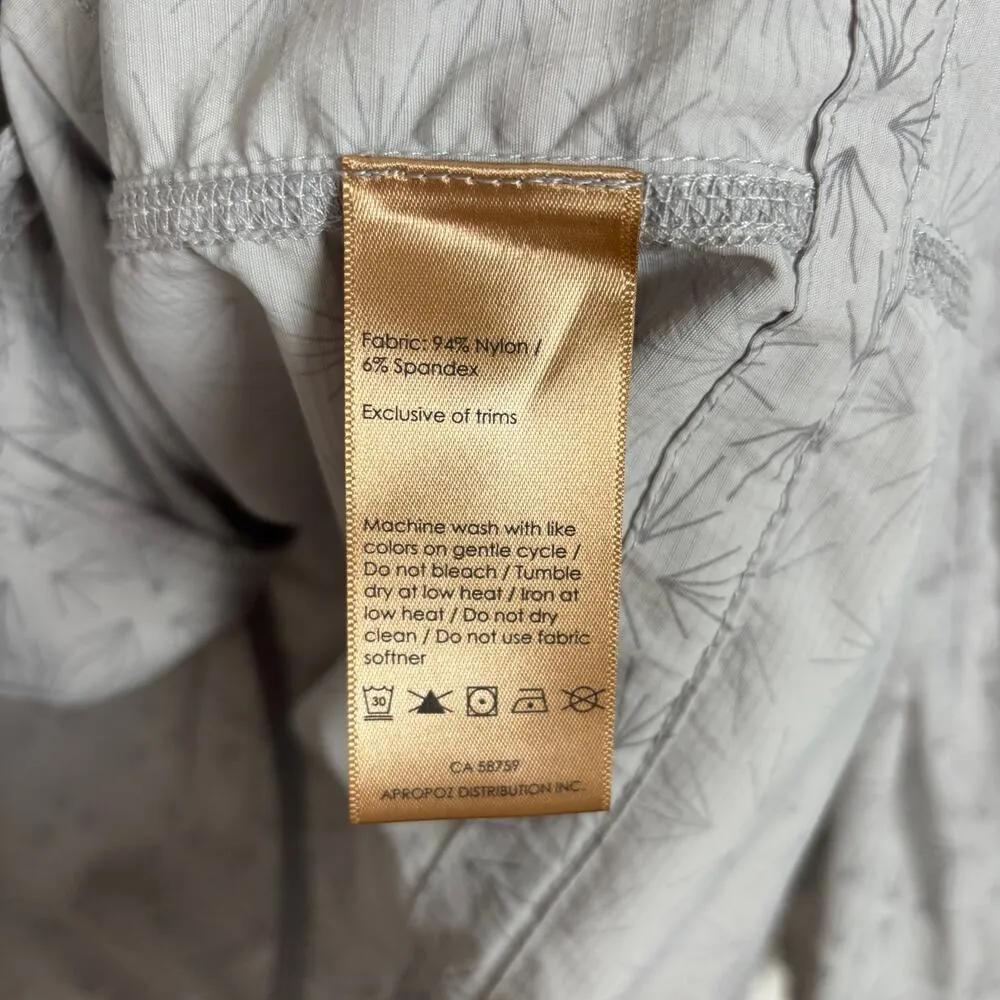 Fabric: 94% Nylon /
6% Spandex
Exclusive of trims
Machine wash with like
colors on gentle cycle /
Do not bleach / Tumble
dry at low heat / Iron at
low heat / Do not dry
clean / Do not use fabric
softner
30
CA 58759
APROPOZ DISTRIBUTION INC.